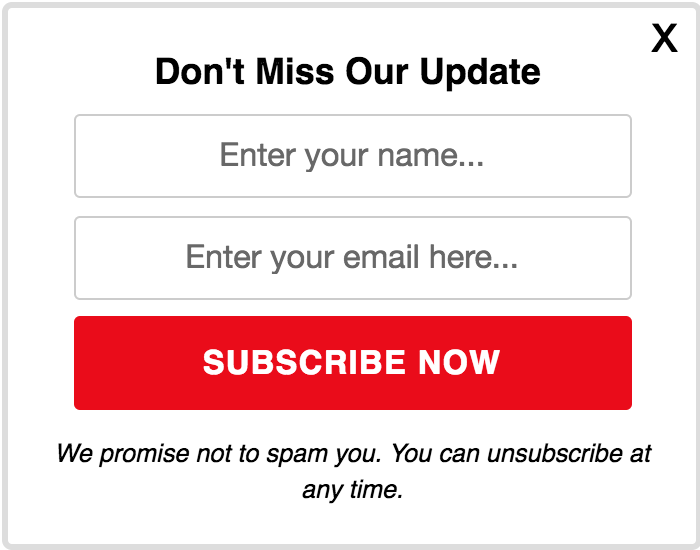 X
Don't Miss Our Update
Enter your name...
Enter your email here...
SUBSCRIBE NOW
We promise not to spam you. You can unsubscribe at
any time.